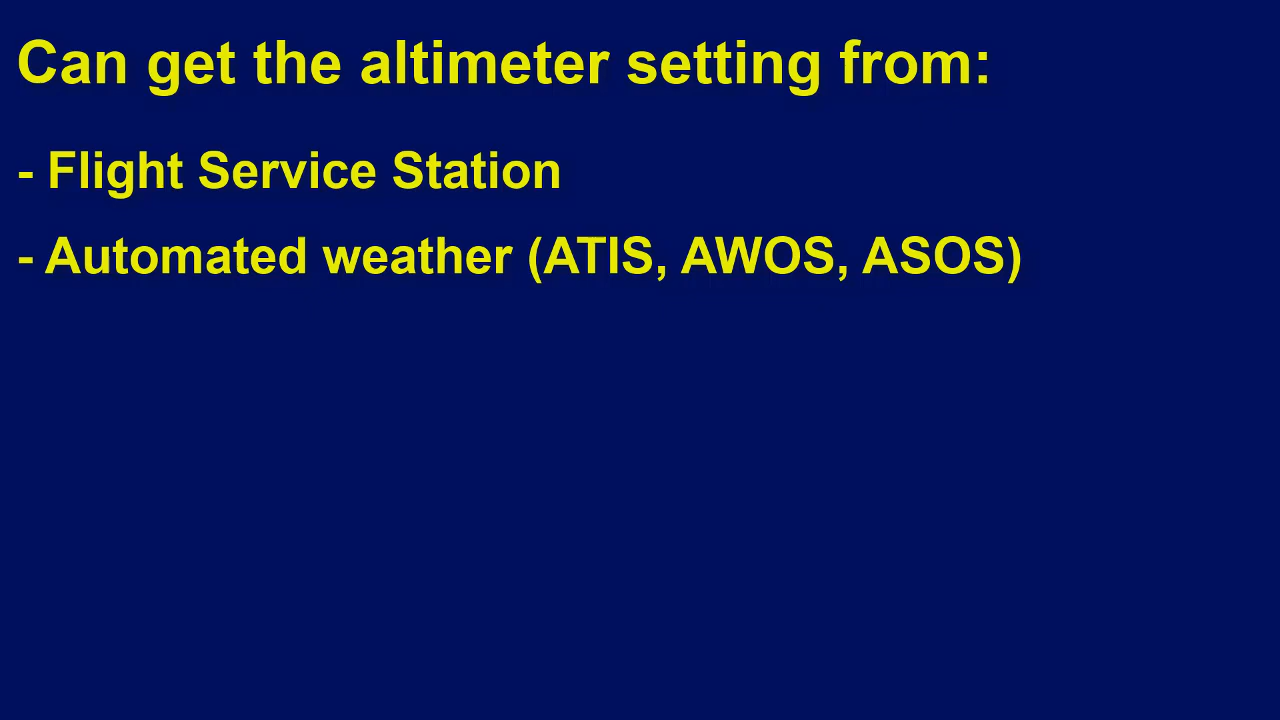 Can get the altimeter setting from:
- Flight Service Station
- Automated weather (ATIS, AWOS, ASOS)